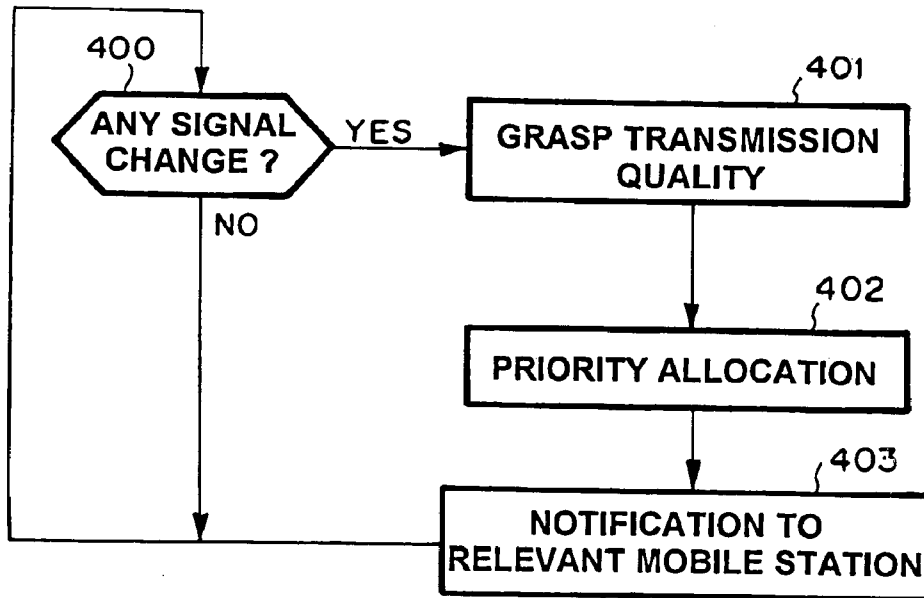 400
ANY SIGNAL
CHANGE ?
YES
NO
401
GRASP TRANSMISSION
QUALITY
402
PRIORITY ALLOCATION
403
NOTIFICATION TO
RELEVANT MOBILE STATION